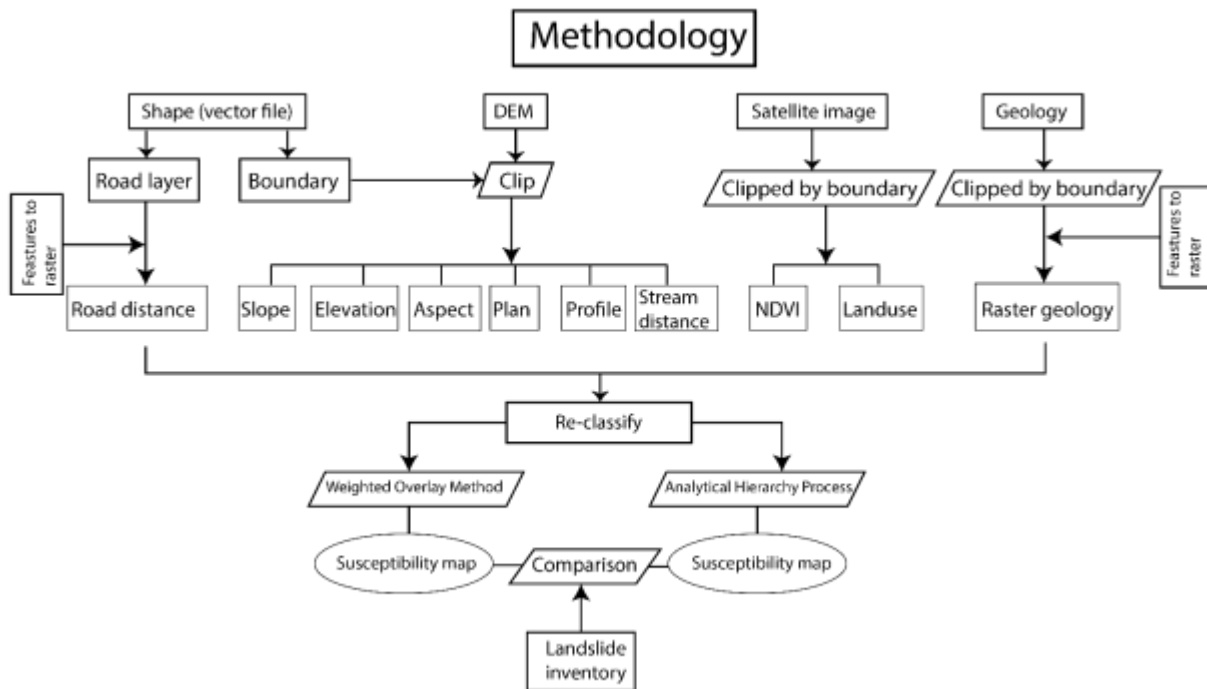 Methodology
Shape (vector file)
DEM
Satellite image
Geology
Road layer
Boundary
Clip
Clipped by boundary
Clipped by boundary
Feastures to
raster
Feastures to
raster
Road distance
Slope
Elevation
Aspect
Plan
Profile
Stream
distance
NDVI
Landuse
Raster geology
Re-classify
Weighted Overlay Method
Analytical Hierarchy Process
Susceptibility map
Comparison
Susceptibility map
Landslide
inventory